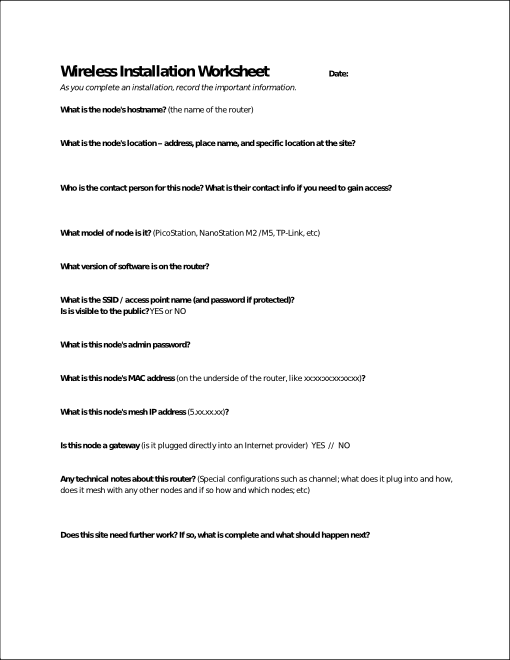 Wireless Installation Worksheet Date:
As you complete an installation, record the important information.
What is the node's hostname? (the name of the router)
What is the node's location – address, place name, and specific location at the site?
Who is the contact person for this node? What is their contact info if you need to gain access?
What model of node is it? (PicoStation, NanoStation M2 /M5, TP-Link, etc)
What version of software is on the router?
What is the SSID / access point name (and password if protected)?
Is is visible to the public? YES or NO
What is this node's admin password?
What is this node's MAC address (on the underside of the router, like xx:xx:xx:xx:xx:xx)?
What is this node's mesh IP address (5.xx.xx.xx)?
Is this node a gateway (is it plugged directly into an Internet provider) YES // NO
Any technical notes about this router? (Special configurations such as channel; what does it plug into and how,
does it mesh with any other nodes and if so how and which nodes; etc)
Does this site need further work? If so, what is complete and what should happen next?